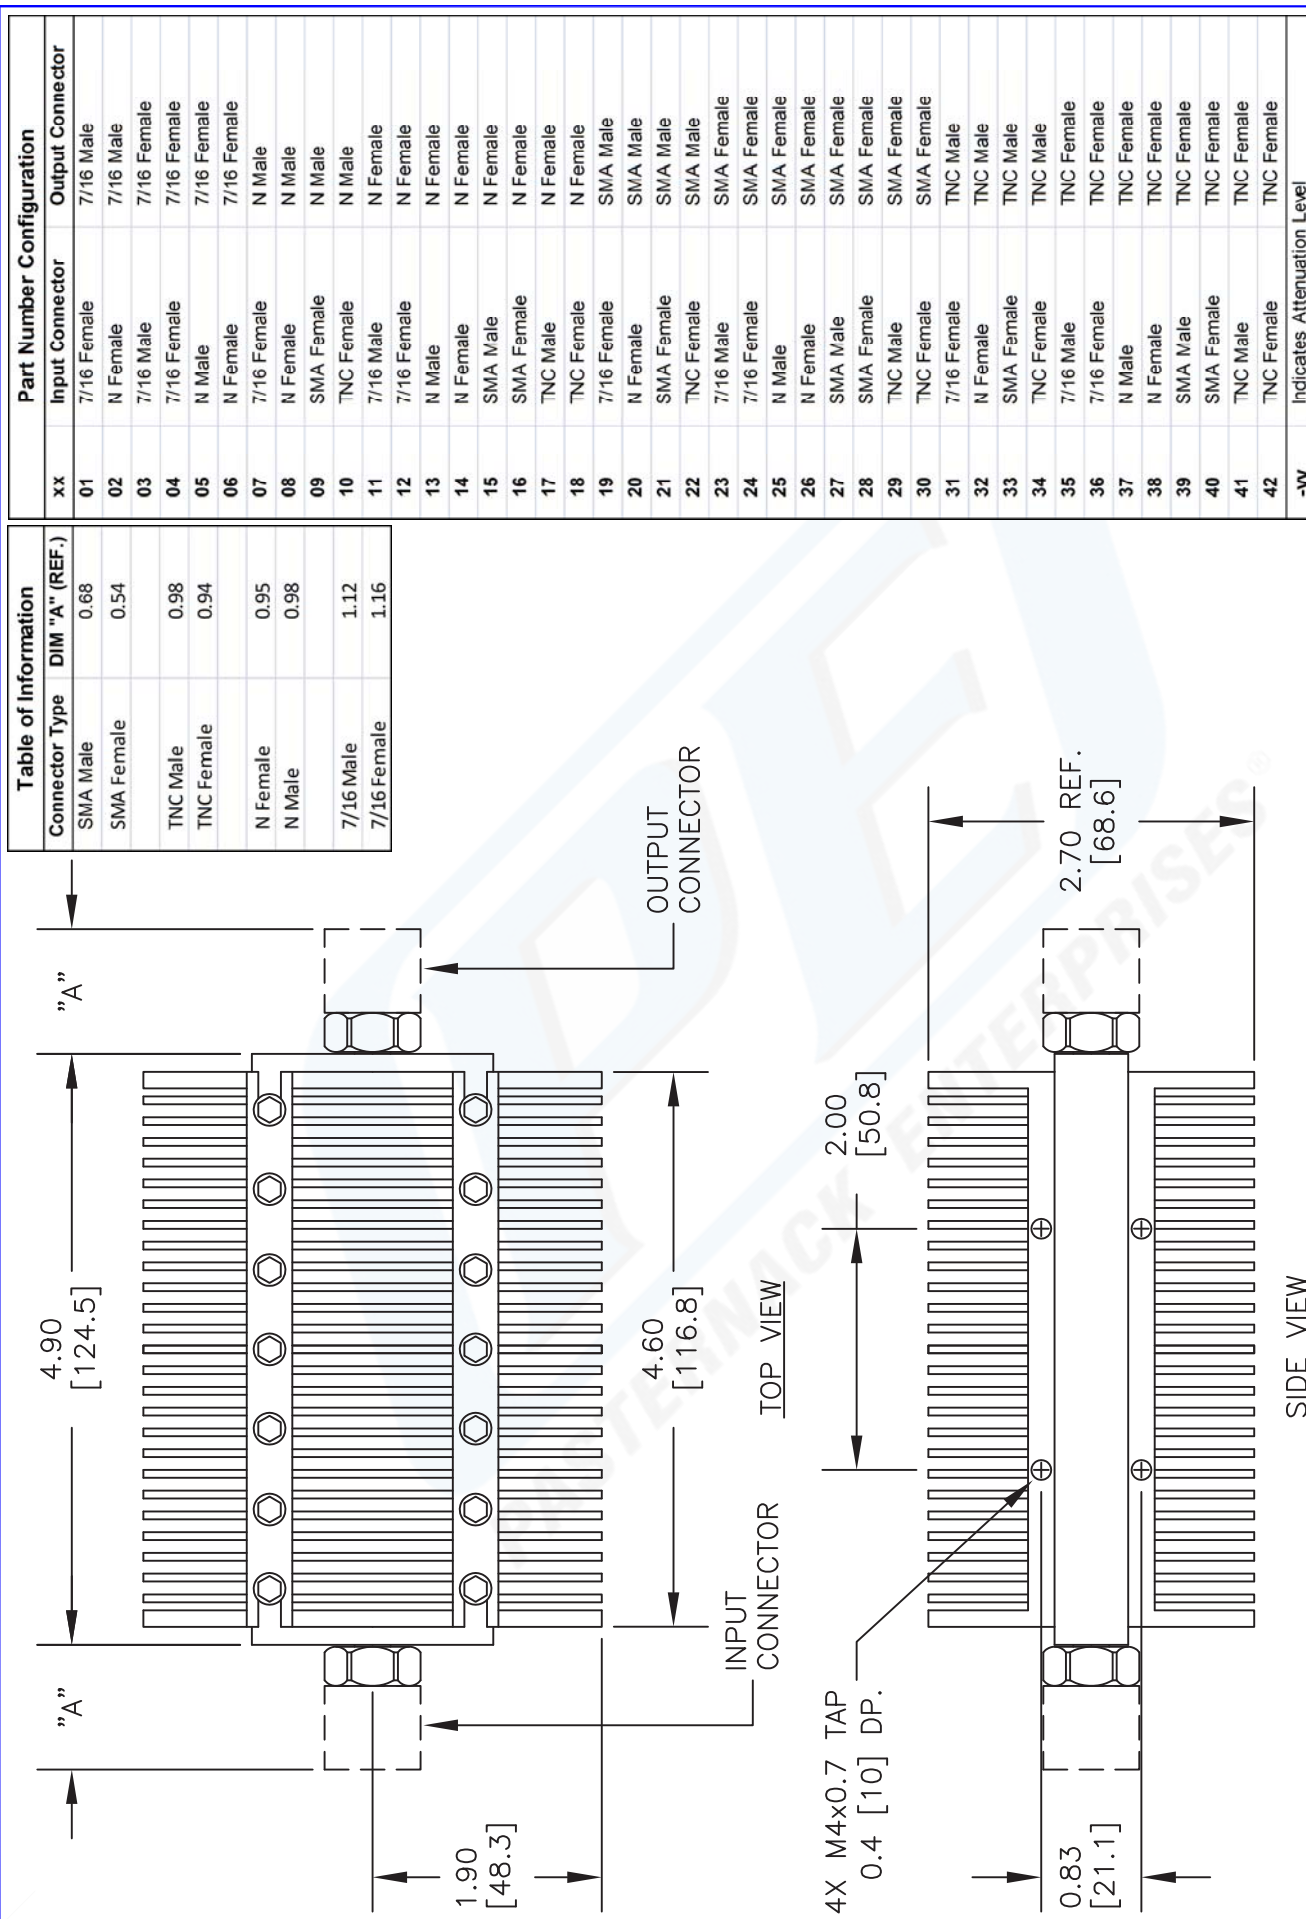 Table of Information
Connector Type DIM "A" (REF.)
SMA Male 0.68
SMA Female 0.54
TNC Male 0.98
TNC Female 0.94
N Female 0.95
N Male 0.98
7/16 Male 1.12
7/16 Female 1.16
Part Number Configuration
xx Input Connector Output Connector
01 7/16 Female 7/16 Male
02 N Female 7/16 Male
03 7/16 Male 7/16 Female
04 7/16 Female 7/16 Female
05 N Male 7/16 Female
06 N Female 7/16 Female
07 7/16 Female N Male
08 N Female N Male
09 SMA Female N Male
10 TNC Female N Male
11 7/16 Male N Female
12 7/16 Female N Female
13 N Male N Female
14 N Female N Female
15 SMA Male N Female
16 SMA Female N Female
17 TNC Male N Female
18 TNC Female N Female
19 7/16 Female SMA Male
20 N Female SMA Male
21 SMA Female SMA Male
22 TNC Female SMA Male
23 7/16 Male SMA Female
24 7/16 Female SMA Female
25 N Male SMA Female
26 N Female SMA Female
27 SMA Male SMA Female
28 SMA Female SMA Female
29 TNC Male SMA Female
30 TNC Female SMA Female
31 7/16 Female TNC Male
32 N Female TNC Male
33 SMA Female TNC Male
34 TNC Female TNC Male
35 7/16 Male TNC Female
36 7/16 Female TNC Female
37 N Male TNC Female
38 N Female TNC Female
39 SMA Male TNC Female
40 SMA Female TNC Female
41 TNC Male TNC Female
42 TNC Female TNC Female
-yy Indicates Attenuation Level
"A"
4.90
[124.5]
"A"
1.90
[48.3]
INPUT
CONNECTOR
4.60
[116.8]
OUTPUT
CONNECTOR
TOP VIEW
4X M4x0.7 TAP
0.4 [10] DP.
2.00
[50.8]
0.83
[21.1]
2.70 REF.
[68.6]
SIDE VIEW
PEI
PASTERNACK ENTERPRISES®